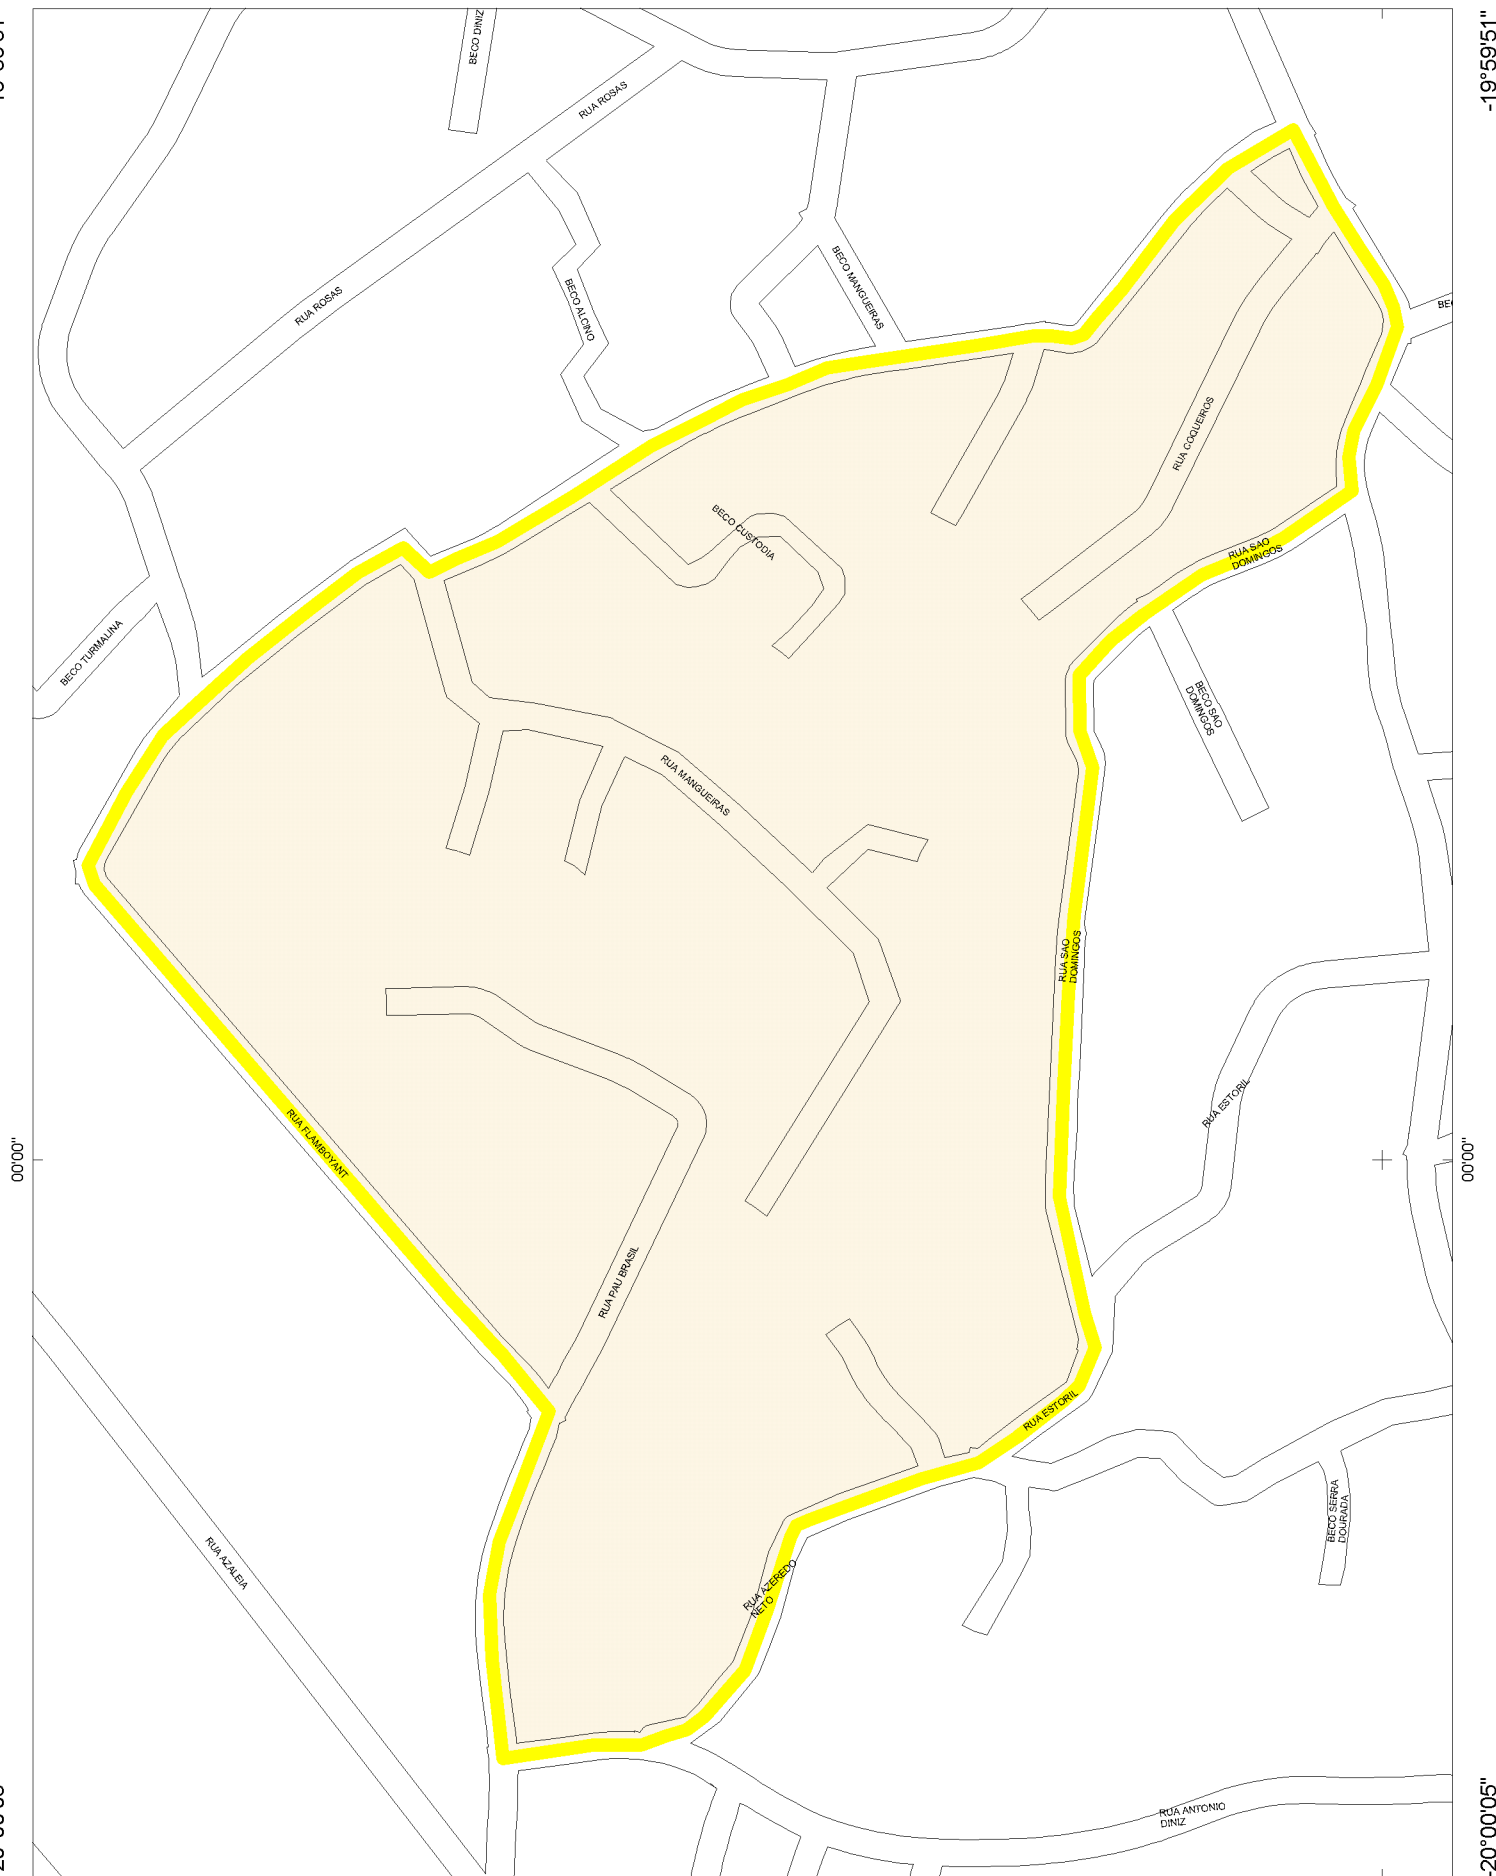 -19°59'51"
BECO DINIZ
RUA ROSAS
RUA ROSAS
BECO ALCINO
BECO MANGUEIRAS
RUA COQUEIROS
BECO CUSTODIA
RUA SAO
DOMINGOS
BECO TURMALINA
BECO SAO
DOMINGOS
RUA MANGUEIRAS
RUA SAO
DOMINGOS
RUA ESTORIL
RUA FLAMBOYANT
00'00"
00'00"
RUA PAU BRASIL
RUA ESTORIL
BECO SERRA
DOURADA
RUA AZALEIA
RUA AZEREDO
NETO
RUA ANTONIO
DINIZ
-20°00'05"